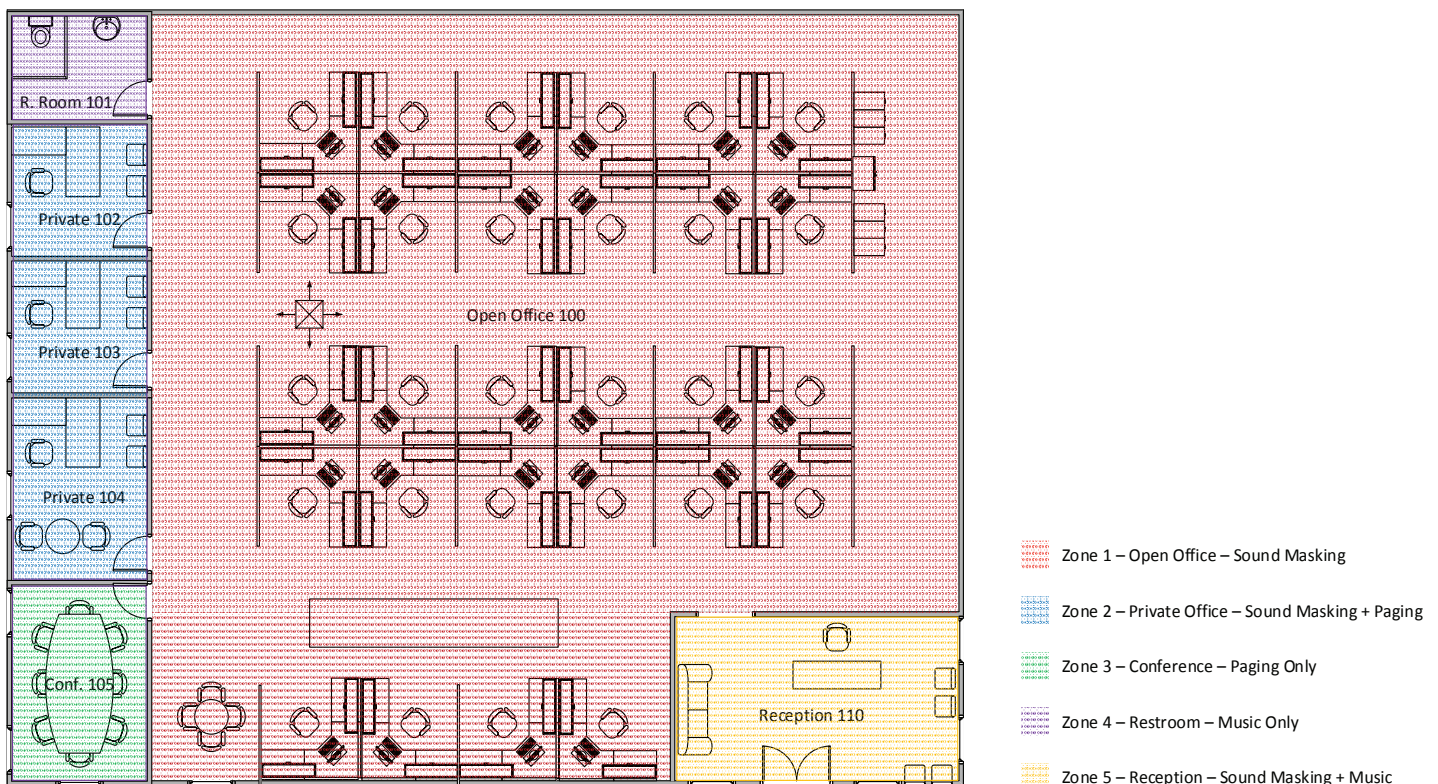 R. Room 101
Private 102
Open Office 100
Private 103
Private 104
Zone 1 – Open Office – Sound Masking
Zone 2 – Private Office – Sound Masking + Paging
Zone 3 – Conference – Paging Only
Conf. 105
Reception 110
Zone 4 – Restroom – Music Only
Zone 5 – Reception – Sound Masking + Music